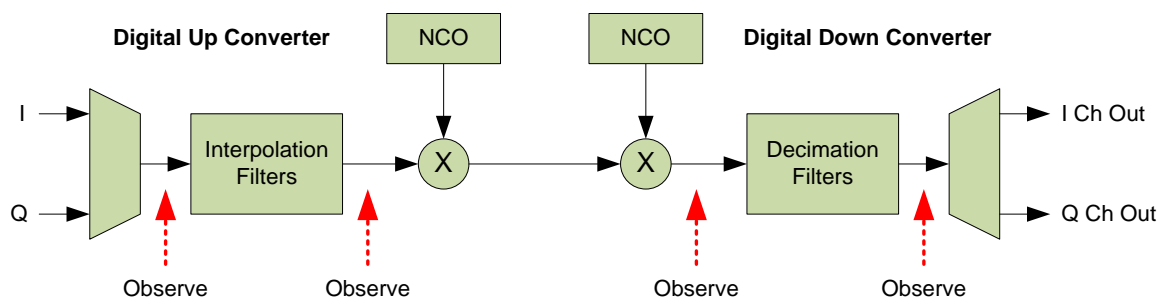 Digital Up Converter
NCO
NCO
Digital Down Converter
I
Q
Interpolation
Filters
X
X
Decimation
Filters
I Ch Out
Q Ch Out
Observe
Observe
Observe
Observe